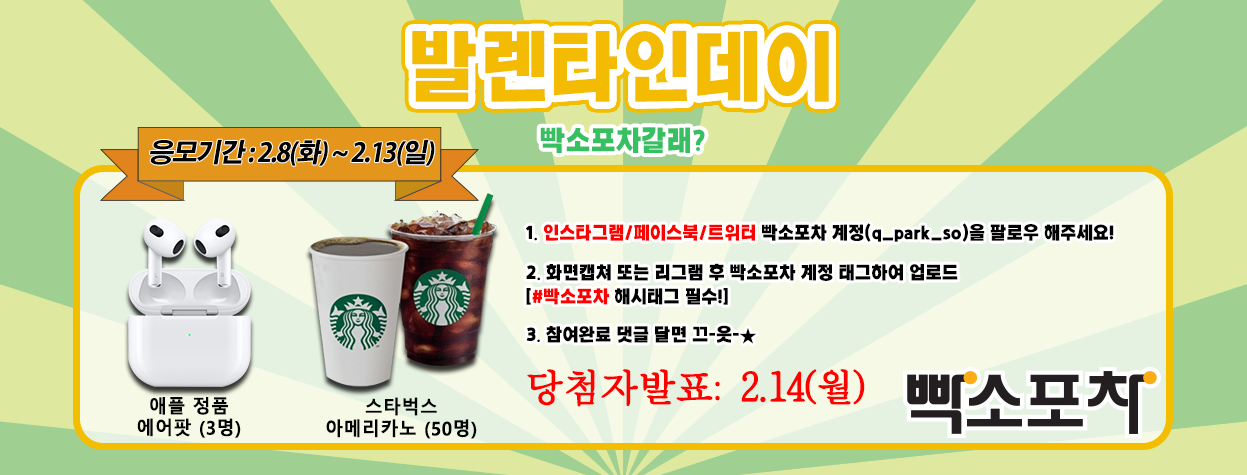 발렌타인데이
빡소포차갈래?
응모기간 : 2.8(화) ~ 2.13(일)
1. 인스타그램/페이스북/트위터 빡소포차 계정(q_park_so)을 팔로우 해주세요!
2. 화면캡쳐 또는 리그램 후 빡소포차 계정 태그하여 업로드
[#빡소포차 해시태그 필수!]
3. 참여완료 댓글 달면 끄-읏-★
당첨자발표: 2.14(월)
애플 정품
에어팟 (3명)
스타벅스
아메리카노 (50명)
빡소포차